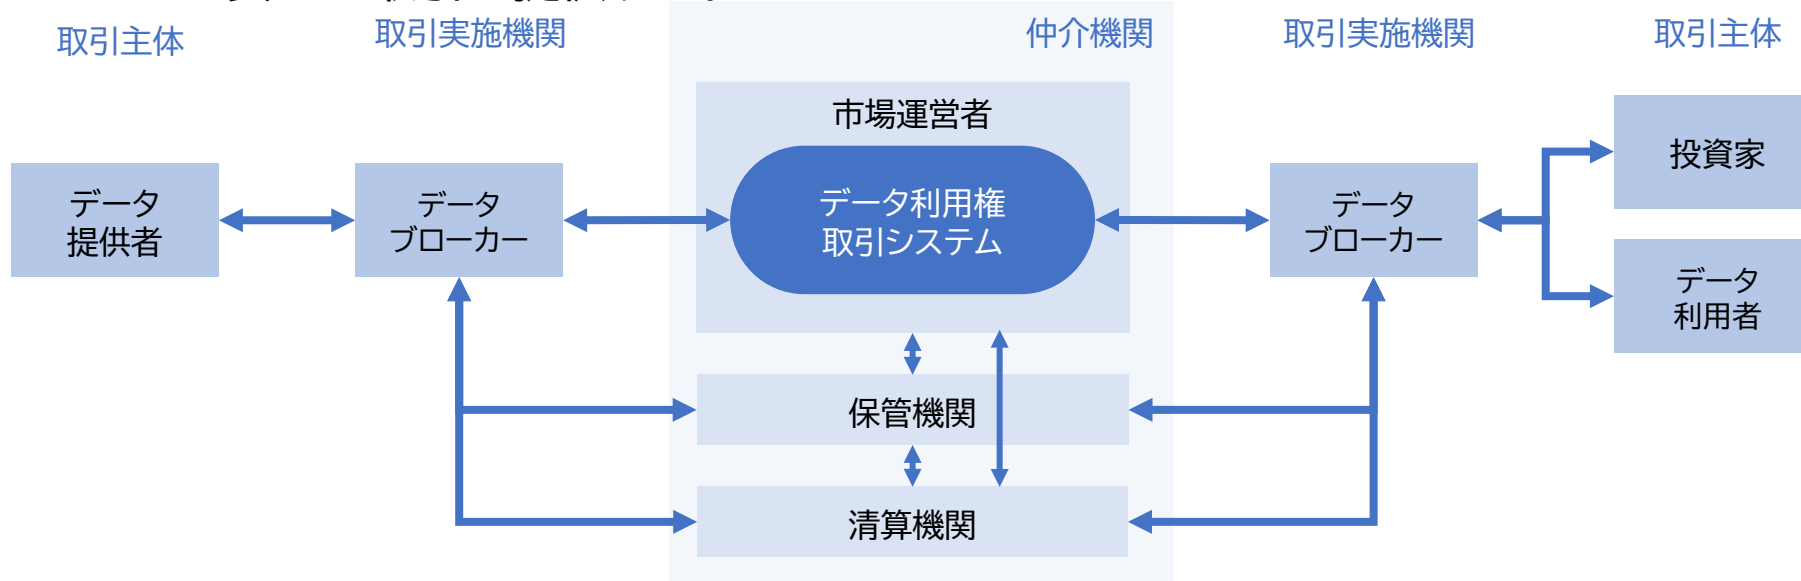 取引主体
取引実施機関
仲介機関
取引実施機関
取引主体
市場運営者
データ
提供者
データ
ブローカー
データ利用権
取引システム
データ
ブローカー
投資家
データ
利用者
保管機関
清算機関